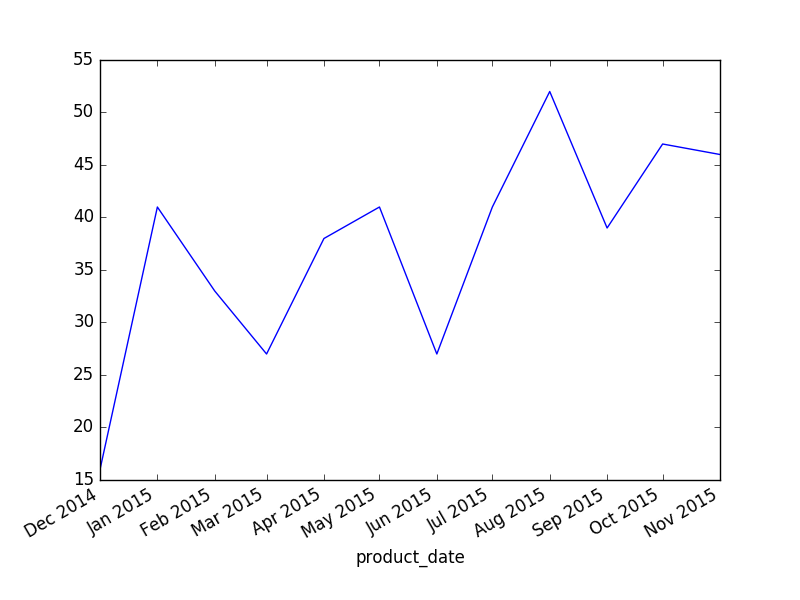 55
50
45
40
35
30
25
20
15
Dec 2014
Jan 2015
Feb 2015
Mar 2015
Apr 2015
May 2015
Jun 2015
Jul 2015
Aug 2015
Sep 2015
Oct 2015
Nov 2015
product_date